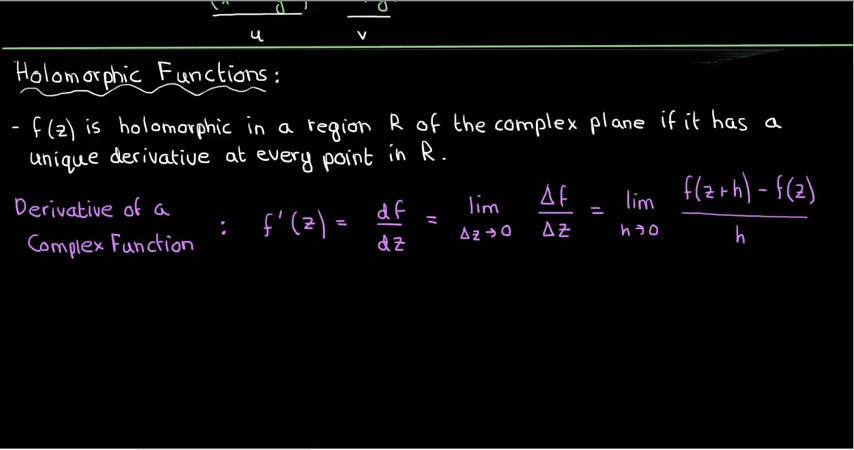 u v
Holomorphic Functions:
- f(z) is holomorphic in a region R of the complex plane if it has a
unique derivative at every point in R.
Derivative of a
Complex Function : f'(z) = df/dz = lim Δz→0 Δf/Δz = lim h→0 f(z+h) - f(z)/h